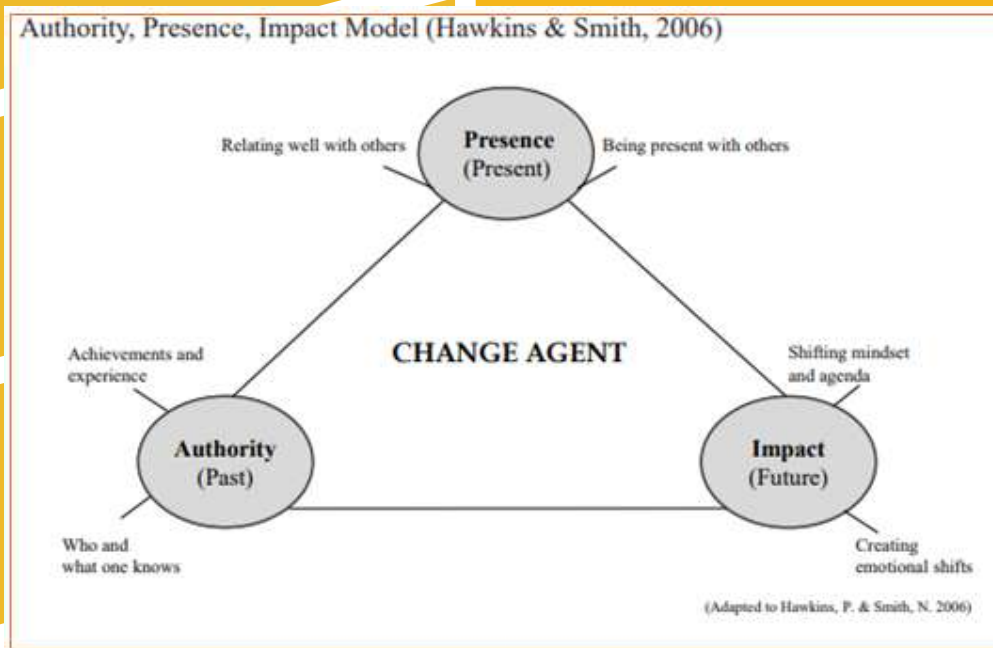 Authority, Presence, Impact Model (Hawkins & Smith, 2006)
Relating well with others
Presence
(Present)
Being present with others
Achievements and
experience
CHANGE AGENT
Shifting mindset
and agenda
Authority
(Past)
Impact
(Future)
Who and
what one knows
Creating
emotional shifts
(Adapted to Hawkins, P. & Smith, N. 2006)